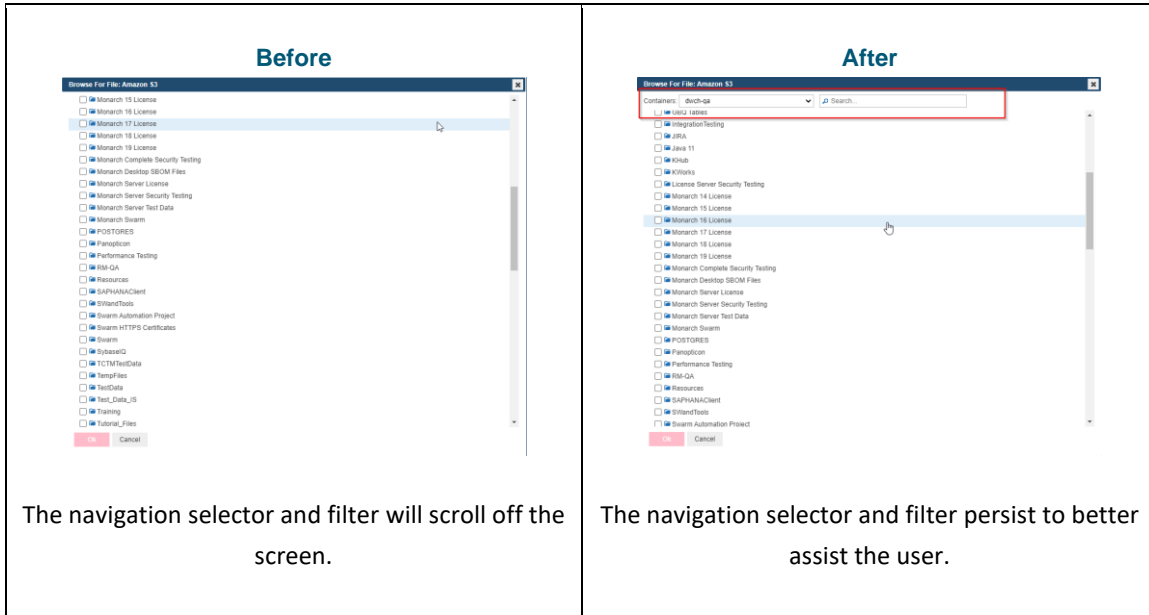 Before
Browse For File: Amazon S3
Monarch 15 License
Monarch 16 License
Monarch 17 License
Monarch 18 License
Monarch 19 License
Monarch Complete Security Testing
Monarch Desktop SBOM Files
Monarch Server License
Monarch Server Security Testing
Monarch Server Test Data
Monarch Swarm
POSTGRES
Panopticon
Performance Testing
RM-QA
Resources
SAPHANAClient
SWandTools
Swarm Automation Project
Swarm HTTPS Certificates
Swarm
SybaseIQ
TCTMTestData
TempFiles
TestData
Test_Data_IS
Training
Tutorial_Files
Ok Cancel
The navigation selector and filter will scroll off the
screen.
After
Browse For File: Amazon S3
Containers: dwch-qa Search...
Tables
IntegrationTesting
JIRA
Java 11
KHub
KWorks
License Server Security Testing
Monarch 14 License
Monarch 15 License
Monarch 16 License
Monarch 17 License
Monarch 18 License
Monarch 19 License
Monarch Complete Security Testing
Monarch Desktop SBOM Files
Monarch Server License
Monarch Server Security Testing
Monarch Server Test Data
Monarch Swarm
POSTGRES
Panopticon
Performance Testing
RM-QA
Resources
SAPHANAClient
SWandTools
Swarm Automation Project
Ok Cancel
The navigation selector and filter persist to better
assist the user.